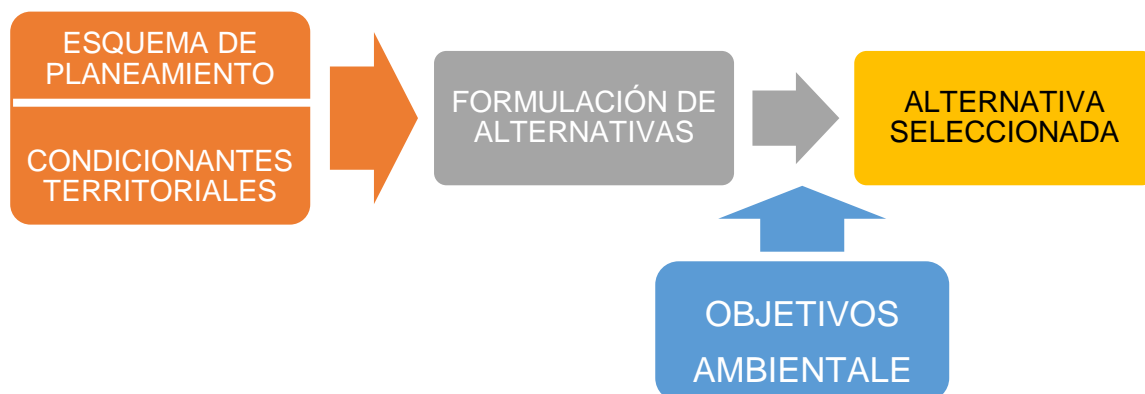 ESQUEMA DE
PLANEAMIENTO
CONDICIONANTES
TERRITORIALES
FORMULACIÓN DE
ALTERNATIVAS
ALTERNATIVA
SELECCIONADA
OBJETIVOS
AMBIENTALE